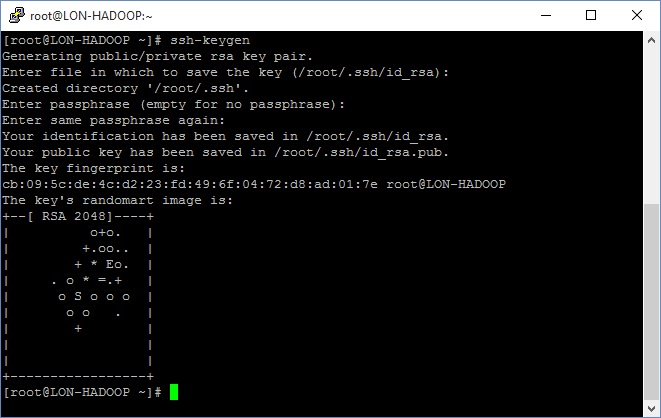 root@LON-HADOOP:~
[root@LON-HADOOP ~]# ssh-keygen
Generating public/private rsa key pair.
Enter file in which to save the key (/root/.ssh/id_rsa):
Created directory '/root/.ssh'.
Enter passphrase (empty for no passphrase):
Enter same passphrase again:
Your identification has been saved in /root/.ssh/id_rsa.
Your public key has been saved in /root/.ssh/id_rsa.pub.
The key fingerprint is:
cb:09:5c:de:4c:d2:23:fd:49:6f:04:72:d8:ad:01:7e root@LON-HADOOP
The key's randomart image is:
+--[ RSA 2048]----+
|          o+o.   |
|         +.oo..  |
|        + * Eo.  |
|     . o * =.+   |
|      o S o o o  |
|       o o   .   |
|        +        |
|                 |
|                 |
+-----------------+
[root@LON-HADOOP ~]#